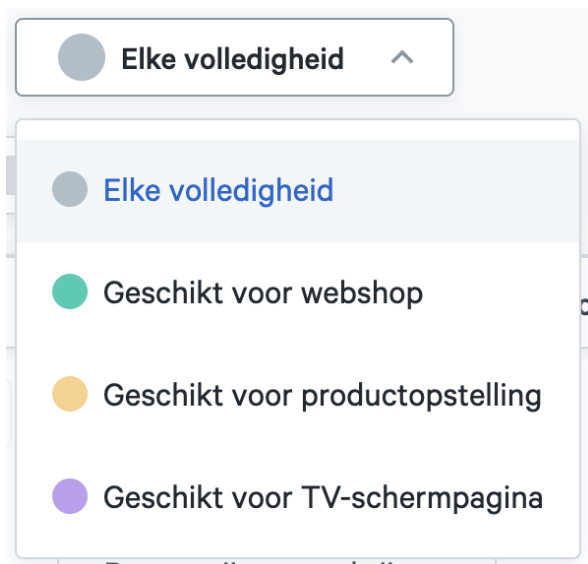 Elke volledigheid
Elke volledigheid
Geschikt voor webshop
Geschikt voor productopstelling
Geschikt voor TV-schermpagina